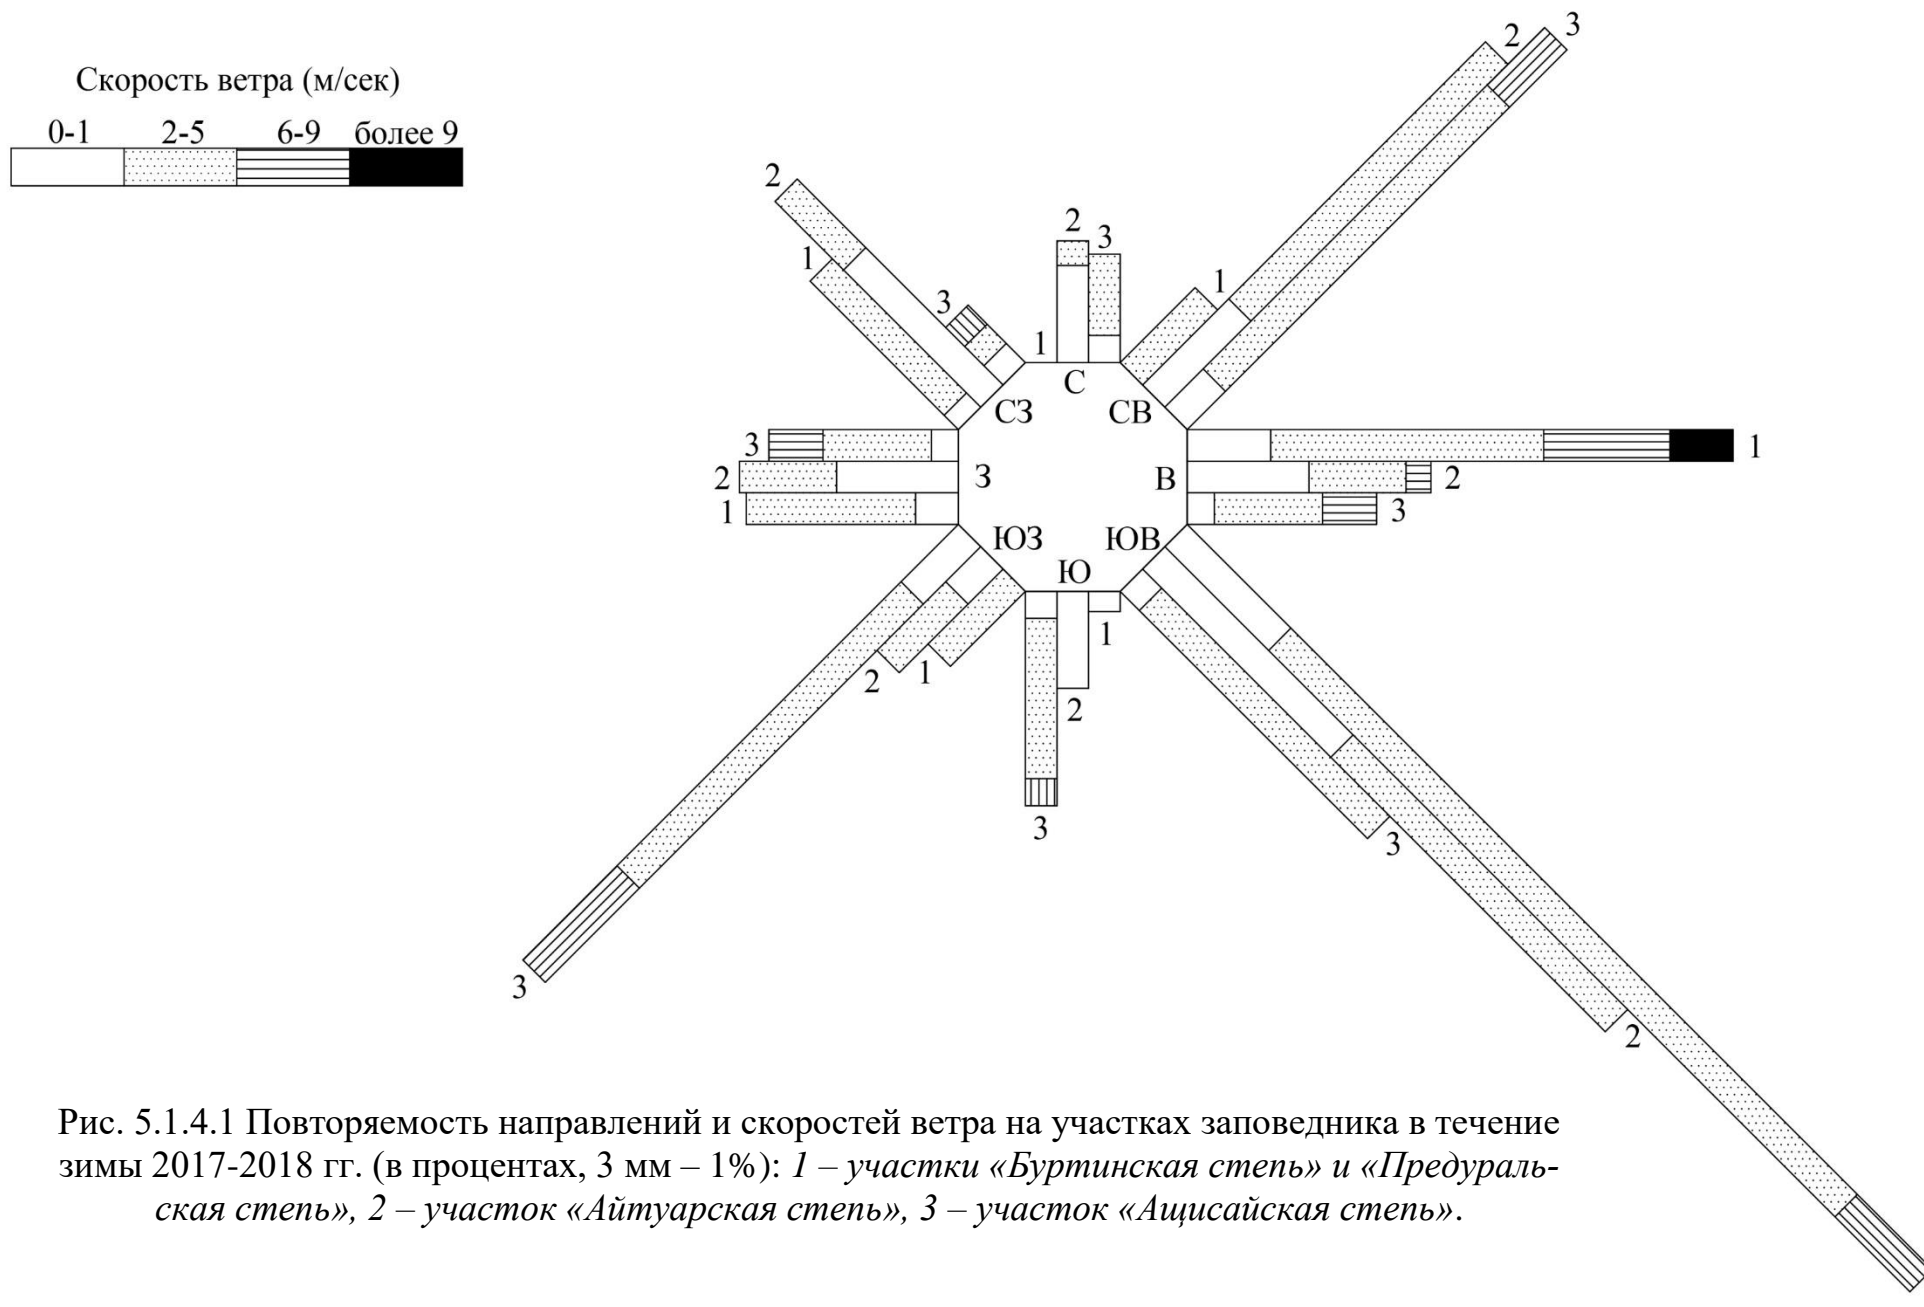 Скорость ветра (м/сек)
0-1 2-5 6-9 более 9
3
2
2
2
3
1
1
3
1
С
СЗ
СВ
3
1
2
З
В
2
1
3
ЮЗ
ЮВ
Ю
1
2
1
2
3
3
3
2
Рис. 5.1.4.1 Повторяемость направлений и скоростей ветра на участках заповедника в течение
зимы 2017-2018 гг. (в процентах, 3 мм – 1%): 1 – участки «Буртинская степь» и «Предураль-
ская степь», 2 – участок «Айтуарская степь», 3 – участок «Ащисайская степь».